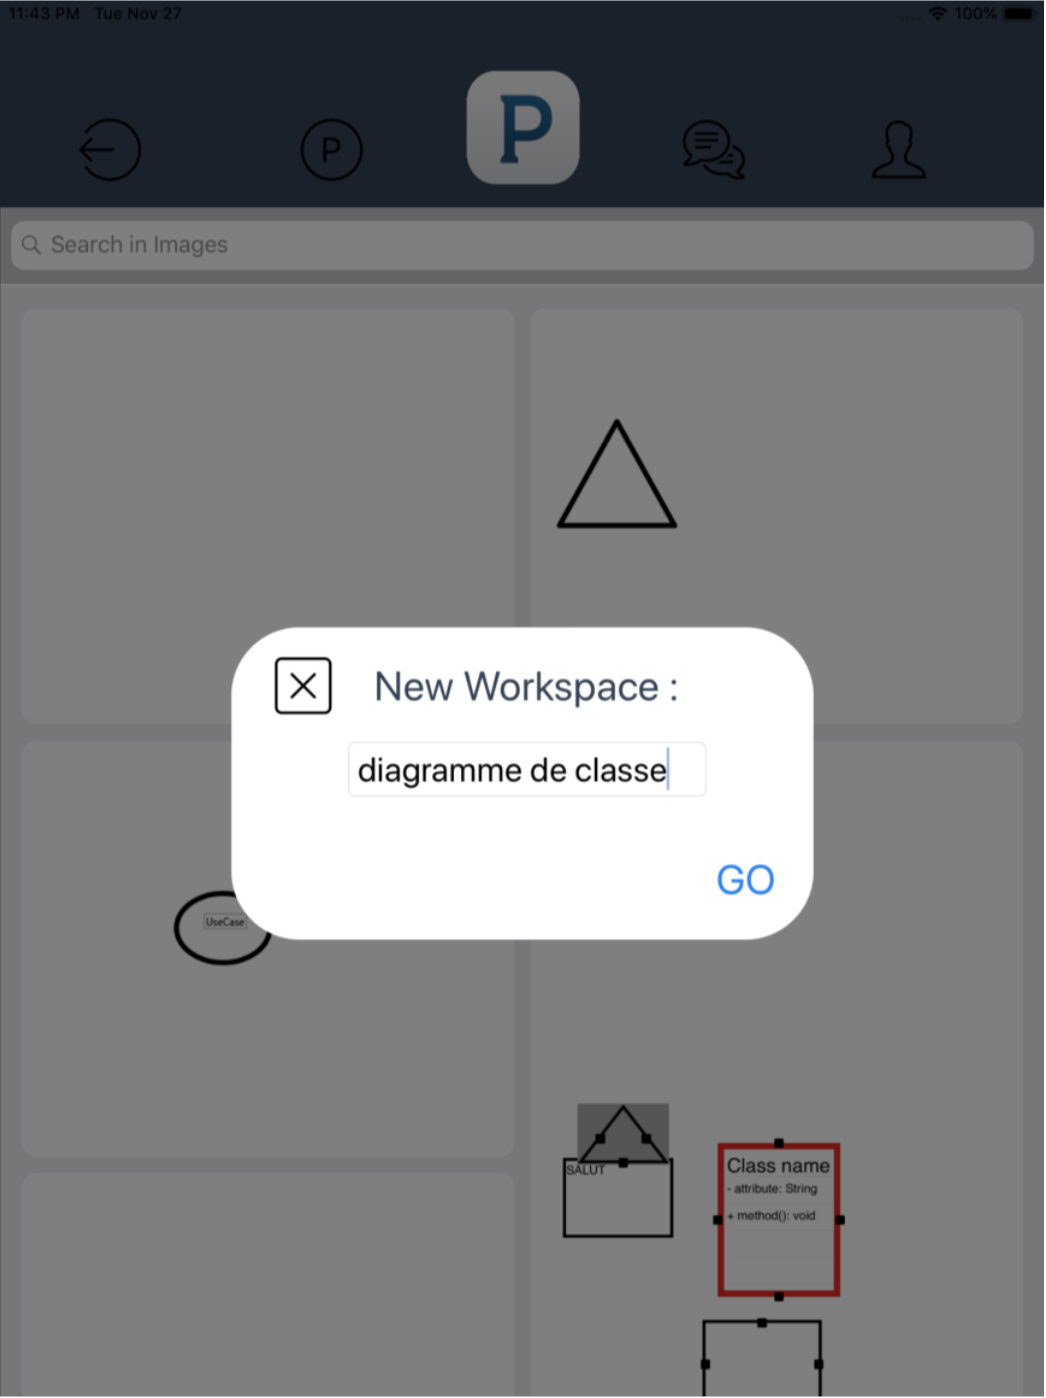 11:43 PM Tue Nov 27
100%
P
P
Search in Images
New Workspace :
diagramme de classe
GO
UseCase
SALUT
Class name
- attribute: String
+ method(): void